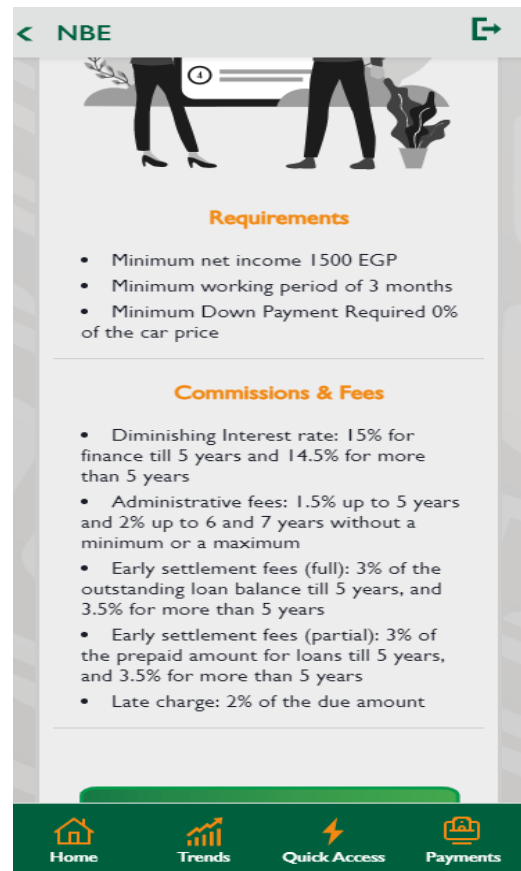 NBE
4
Requirements
• Minimum net income 1500 EGP
• Minimum working period of 3 months
• Minimum Down Payment Required 0%
of the car price
Commissions & Fees
• Diminishing Interest rate: 15% for
finance till 5 years and 14.5% for more
than 5 years
• Administrative fees: 1.5% up to 5 years
and 2% up to 6 and 7 years without a
minimum or a maximum
• Early settlement fees (full): 3% of the
outstanding loan balance till 5 years, and
3.5% for more than 5 years
• Early settlement fees (partial): 3% of
the prepaid amount for loans till 5 years,
and 3.5% for more than 5 years
• Late charge: 2% of the due amount
Home Trends Quick Access Payments